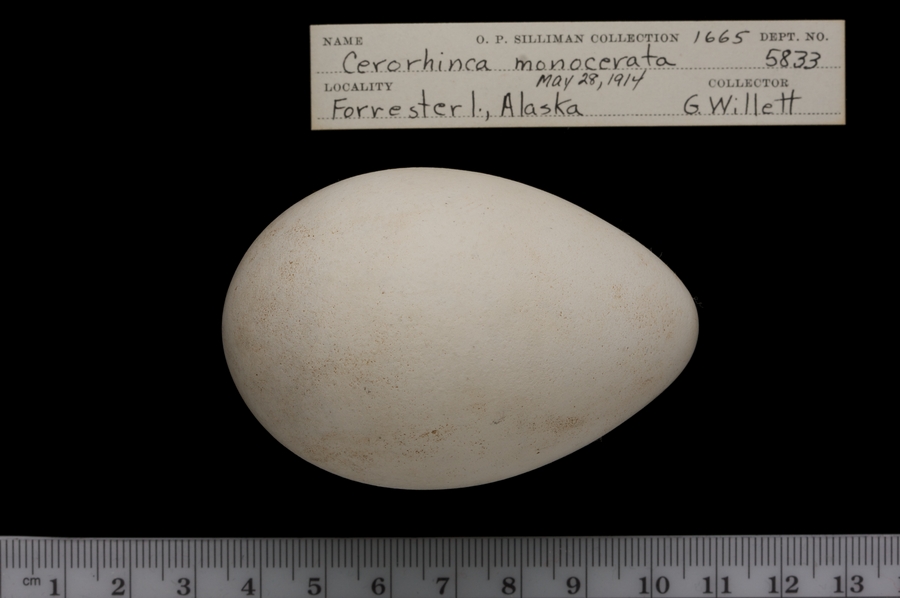 NAME O. P. SILLIMAN COLLECTION 1665 DEPT. NO.
Cerorhinca monocerata 5833
May 28, 1914
LOCALITY COLLECTOR
Forrester I., Alaska G. Willett
cm 1 2 3 4 5 6 7 8 9 10 11 12 13